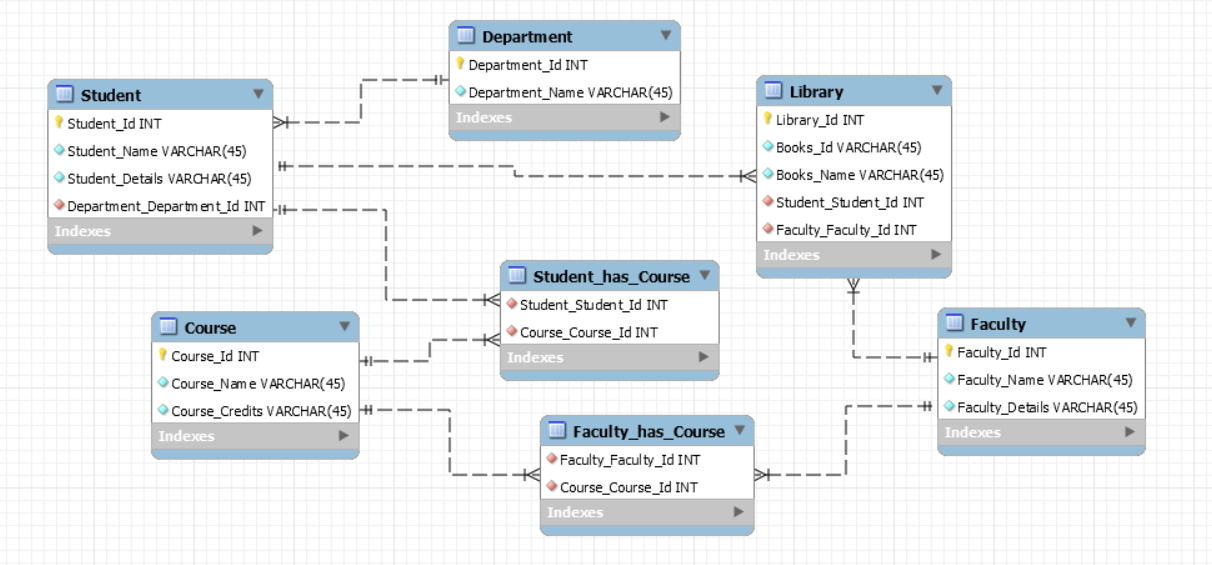 Department
Department_Id INT
Department_Name VARCHAR(45)
Indexes
Student
Student_Id INT
Student_Name VARCHAR(45)
Student_Details VARCHAR(45)
Department_Department_Id INT
Indexes
Library
Library_Id INT
Books_Id VARCHAR(45)
Books_Name VARCHAR(45)
Student_Student_Id INT
Faculty_Faculty_Id INT
Indexes
Student_has_Course
Student_Student_Id INT
Course_Course_Id INT
Indexes
Course
Course_Id INT
Course_Name VARCHAR(45)
Course_Credits VARCHAR(45)
Indexes
Faculty
Faculty_Id INT
Faculty_Name VARCHAR(45)
Faculty_Details VARCHAR(45)
Indexes
Faculty_has_Course
Faculty_Faculty_Id INT
Course_Course_Id INT
Indexes